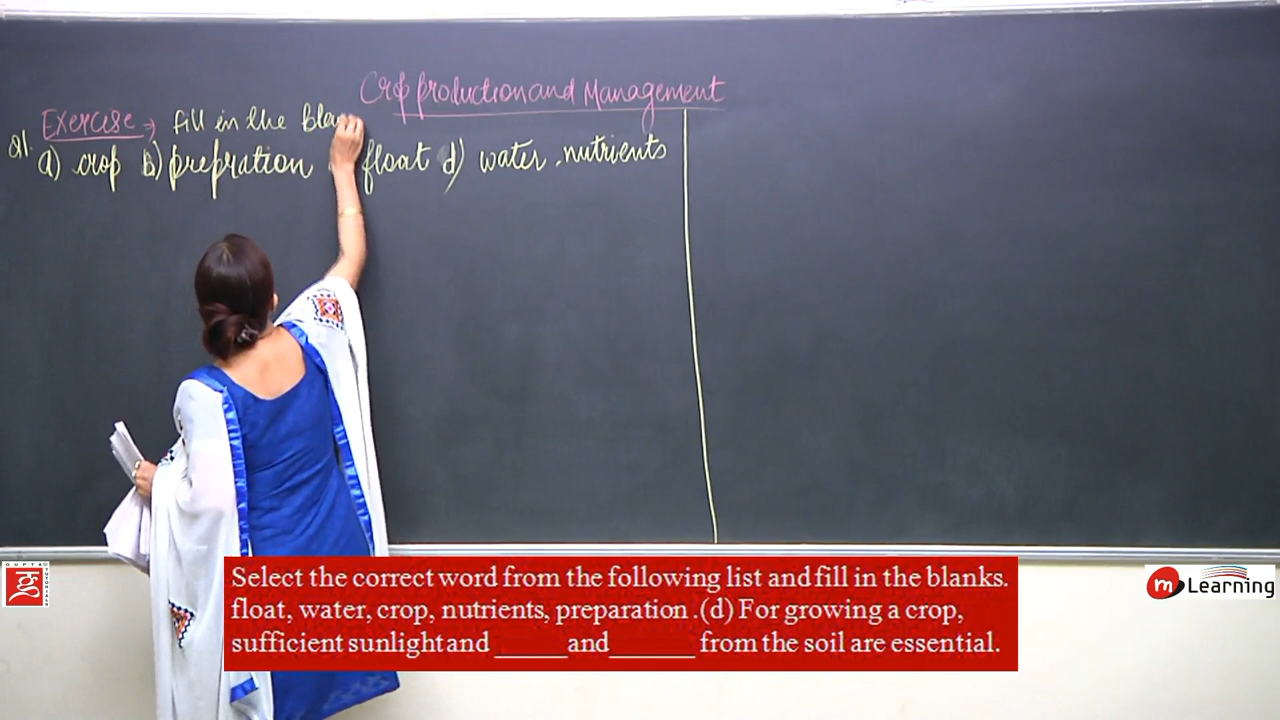 Crop production and Management
Exercise → fill in the Blan
Q1.
a) crop b) prepration float d) water . nutrients
Select the correct word from the following list and fill in the blanks.
float, water, crop, nutrients, preparation .(d) For growing a crop,
sufficient sunlight and ______and_______ from the soil are essential.
GUPTA TUTORIALS
m Learning